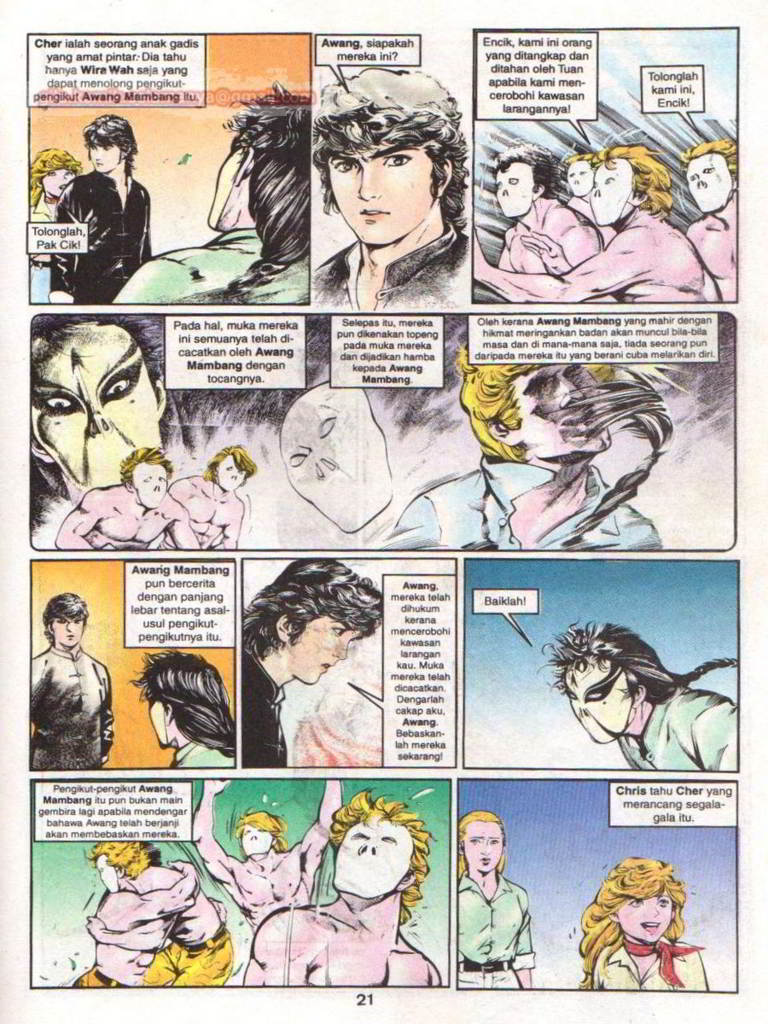 Cher ialah seorang anak gadis
yang amat pintar. Dia tahu
hanya Wira Wah saja yang
dapat menolong pengikut-
pengikut Awang Mambang itu.
Tolonglah,
Pak Cik!
Awang, siapakah
mereka ini?
Encik, kami ini orang
yang ditangkap dan
ditahan oleh Tuan
apabila kami men-
cerobohi kawasan
larangannya!
Tolonglah
kami ini,
Encik!
Pada hal, muka mereka
ini semuanya telah di-
cacatkan oleh Awang
Mambang dengan
tocangnya.
Selepas itu, mereka
pun dikenakan topeng
pada muka mereka
dan dijadikan hamba
kepada Awang
Mambang.
Oleh kerana Awang Mambang yang mahir dengan
hikmat meringankan badan akan muncul bila-bila
masa dan di mana-mana saja, tiada seorang pun
daripada mereka itu yang berani cuba melarikan diri.
Awang Mambang
pun bercerita
dengan panjang
lebar tentang asal-
usul pengikut-
pengikutnya itu.
Awang,
mereka telah
dihukum
kerana
mencerobohi
kawasan
larangan
kau. Muka
mereka telah
dicacatkan.
Dengarlah
cakap aku,
Awang.
Bebaskan-
lah mereka
sekarang!
Baiklah!
Pengikut-pengikut Awang
Mambang itu pun bukan main
gembira lagi apabila mendengar
bahawa Awang telah berjanji
akan membebaskan mereka.
Chris tahu Cher yang
merancang segala-
gala itu.
21